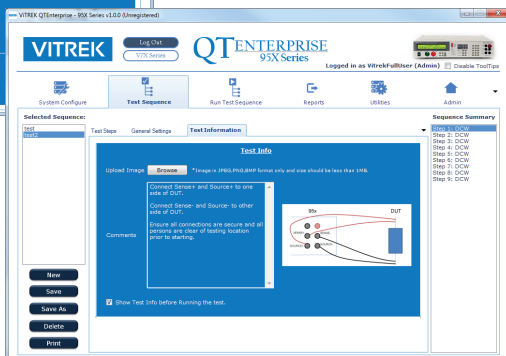 VITREK QTEnterprise - 95X Series v1.0.0 (Unregistered)
VITREK
Log Out
V7X Series
QTENTERPRISE
95X Series
Logged in as VitrekFullUser (Admin)
Disable ToolTips
System Configure
Test Sequence
Run Test Sequence
Reports
Utilities
Admin
Selected Sequence:
test
test2
Test Steps
General Settings
Test Information
Sequence Summary
Step 1: DCW
Step 2: DCW
Step 3: DCW
Step 4: DCW
Step 5: DCW
Step 6: DCW
Step 7: DCW
Step 8: DCW
Step 9: DCW
Test Info
Upload Image
Browse
*Image in JPEG,PNG,BMP format only and size should be less than 1MB.
Comments
Connect Sense+ and Source+ to one
side of DUT.
Connect Sense- and Source- to other
side of DUT.
Ensure all connections are secure and all
persons are clear of testing location
prior to starting.
95x
DUT
Show Test Info before Running the test.
New
Save
Save As
Delete
Print